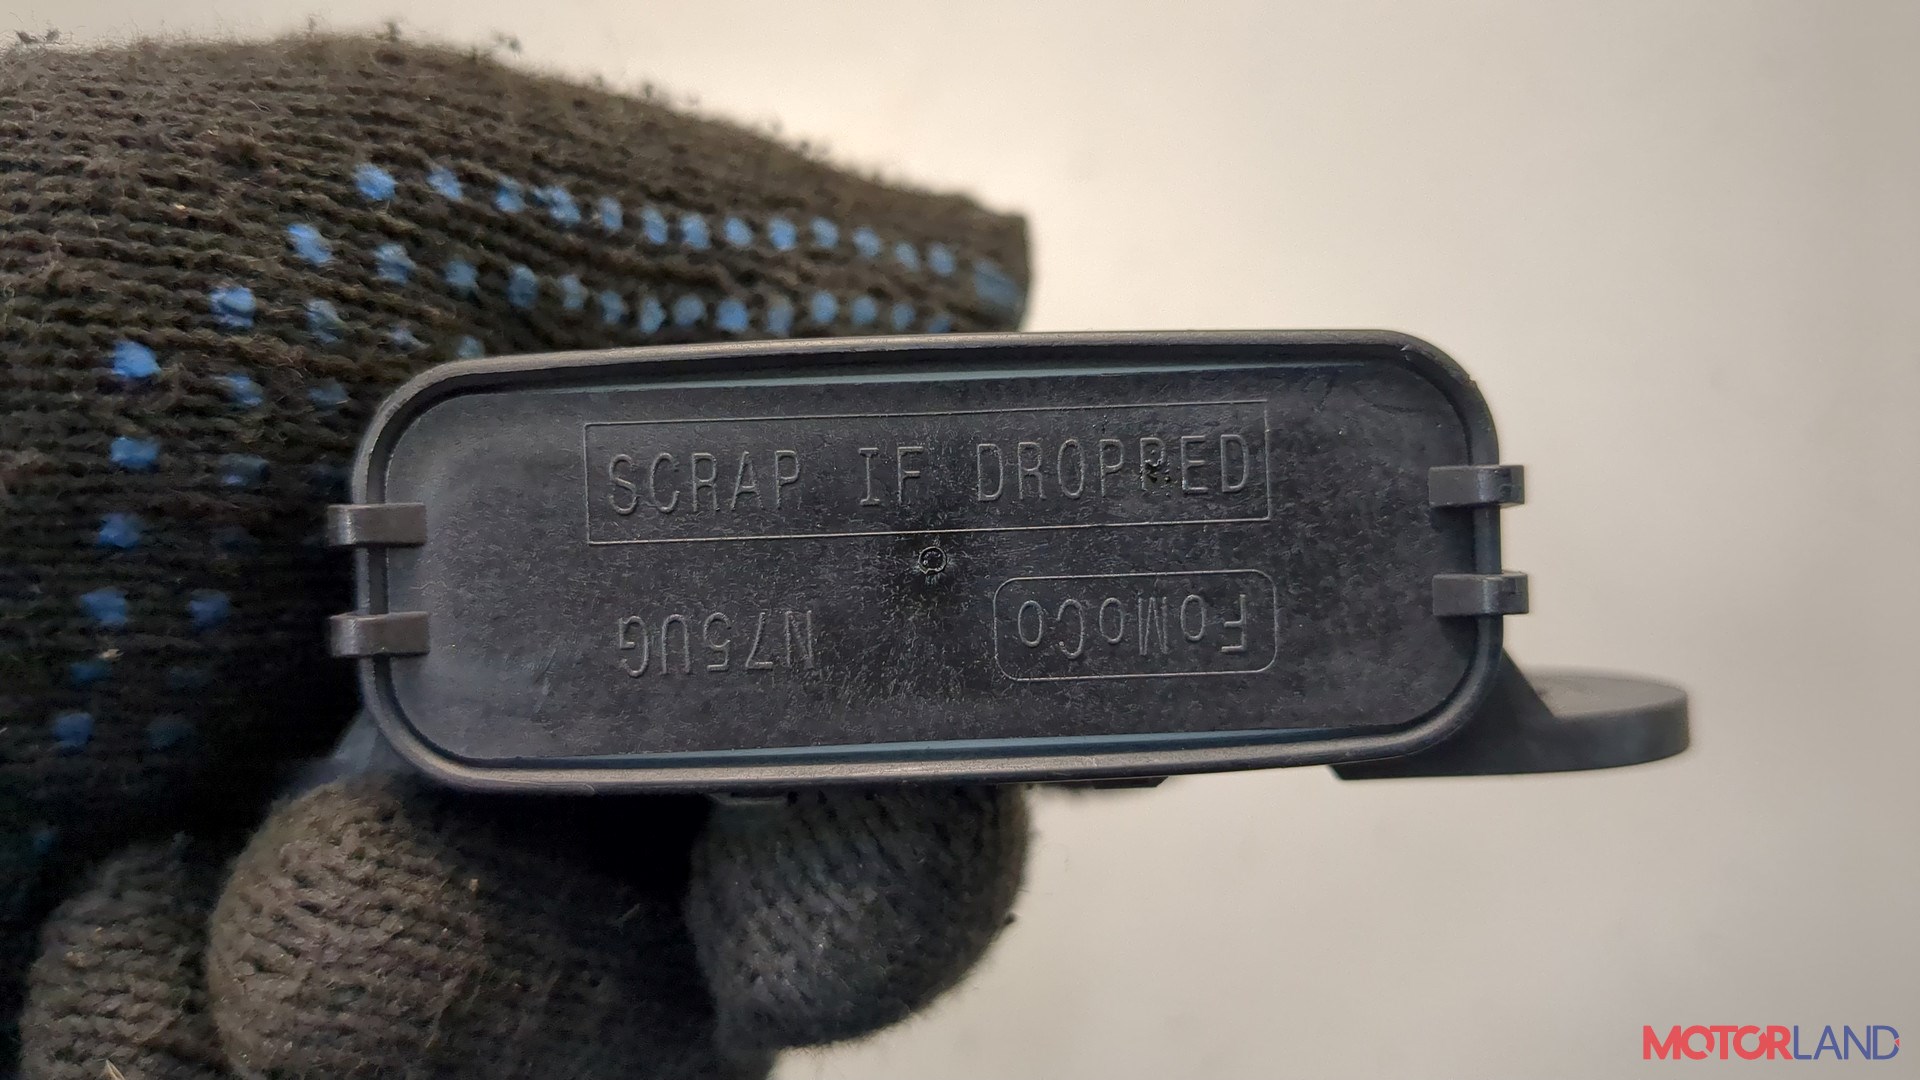 SCRAP IF DROPPED
FoMoCo N75UG
MOTORLAND